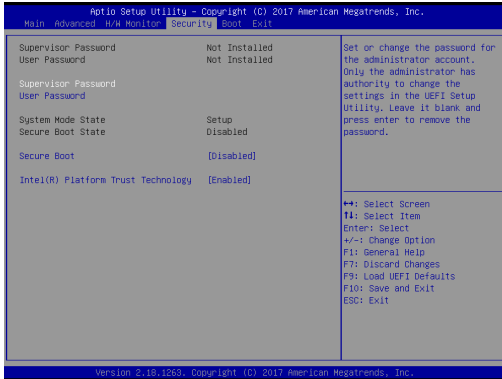 Aptio Setup Utility – Copyright (C) 2017 American Megatrends, Inc.
Main Advanced H/W Monitor Security Boot Exit
Supervisor Password Not Installed
User Password Not Installed
Supervisor Password
User Password
System Mode State Setup
Secure Boot State Disabled
Secure Boot [Disabled]
Intel(R) Platform Trust Technology [Enabled]
Set or change the password for
the administrator account.
Only the administrator has
authority to change the
settings in the UEFI Setup
Utility. Leave it blank and
press enter to remove the
password.
↔: Select Screen
↑↓: Select Item
Enter: Select
+/-: Change Option
F1: General Help
F7: Discard Changes
F9: Load UEFI Defaults
F10: Save and Exit
ESC: Exit
Version 2.18.1263. Copyright (C) 2017 American Megatrends, Inc.